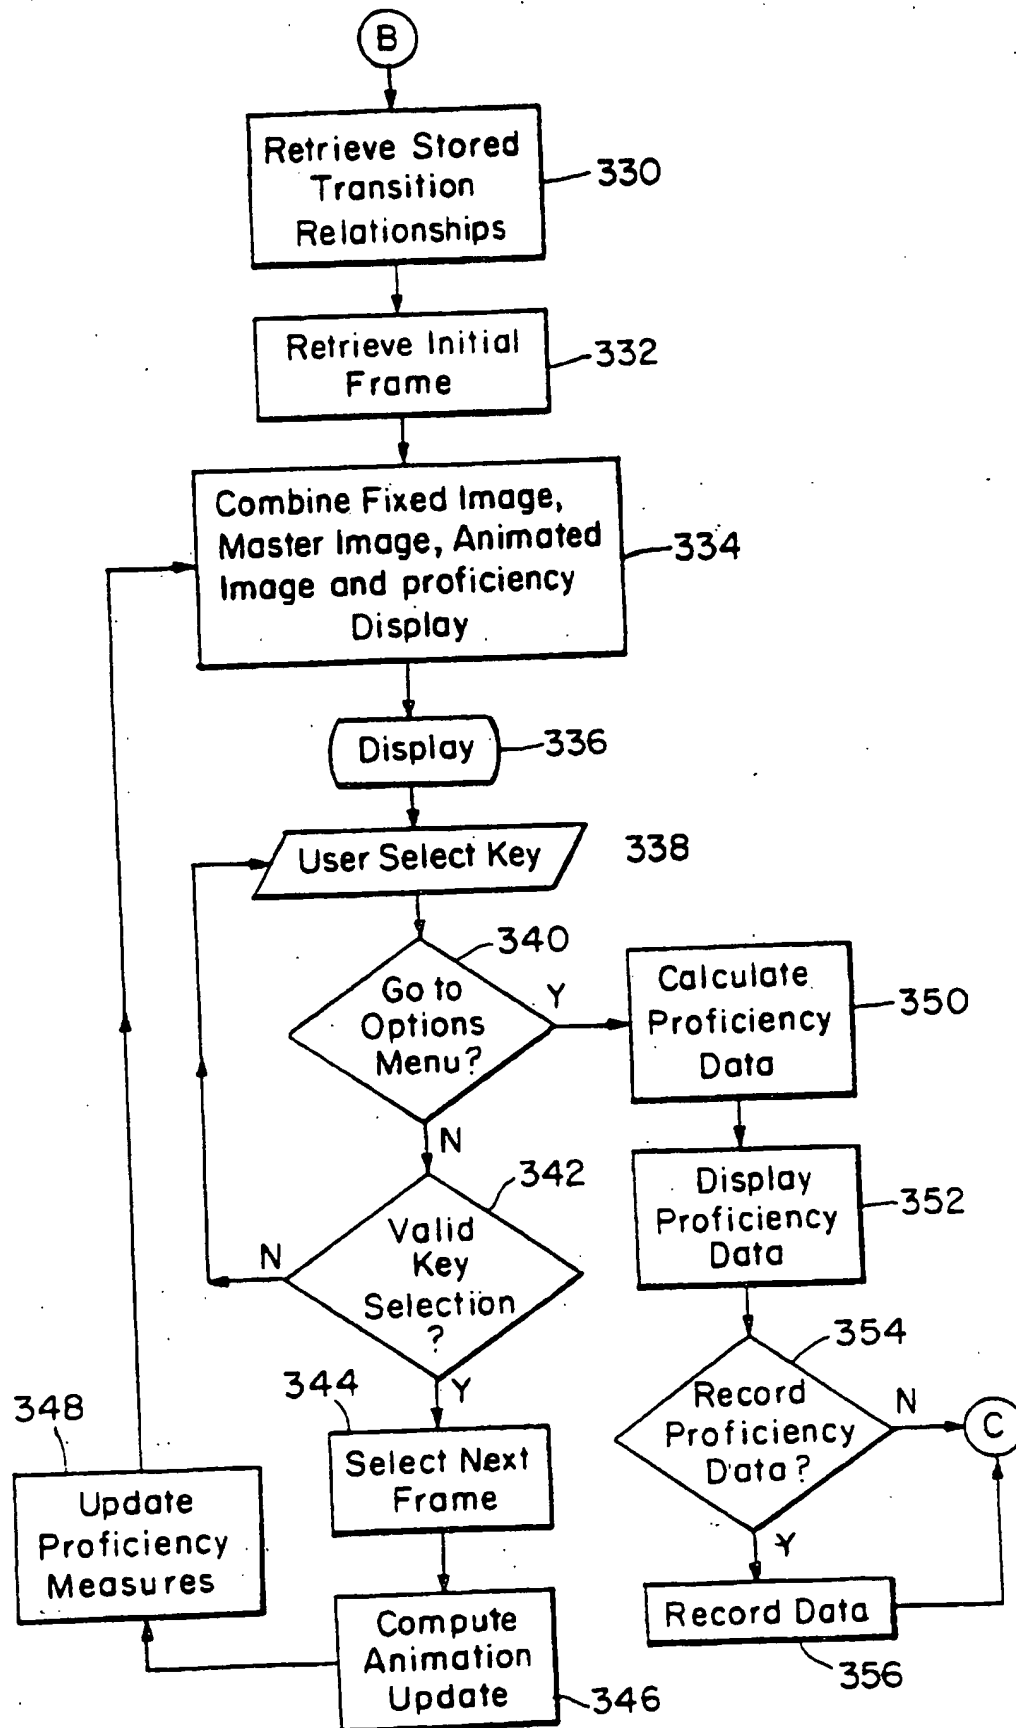 B
Retrieve Stored
Transition
Relationships
330
Retrieve Initial
Frame
332
Combine Fixed Image,
Master Image, Animated
Image and proficiency
Display
334
Display
336
User Select Key
338
340
Go to
Options
Menu?
Y
N
Calculate
Proficiency
Data
350
342
Valid
Key
Selection
?
N
Y
Display
Proficiency
Data
352
354
Record
Proficiency
Data?
N
C
Y
344
Select Next
Frame
348
Update
Proficiency
Measures
Compute
Animation
Update
346
Record Data
356